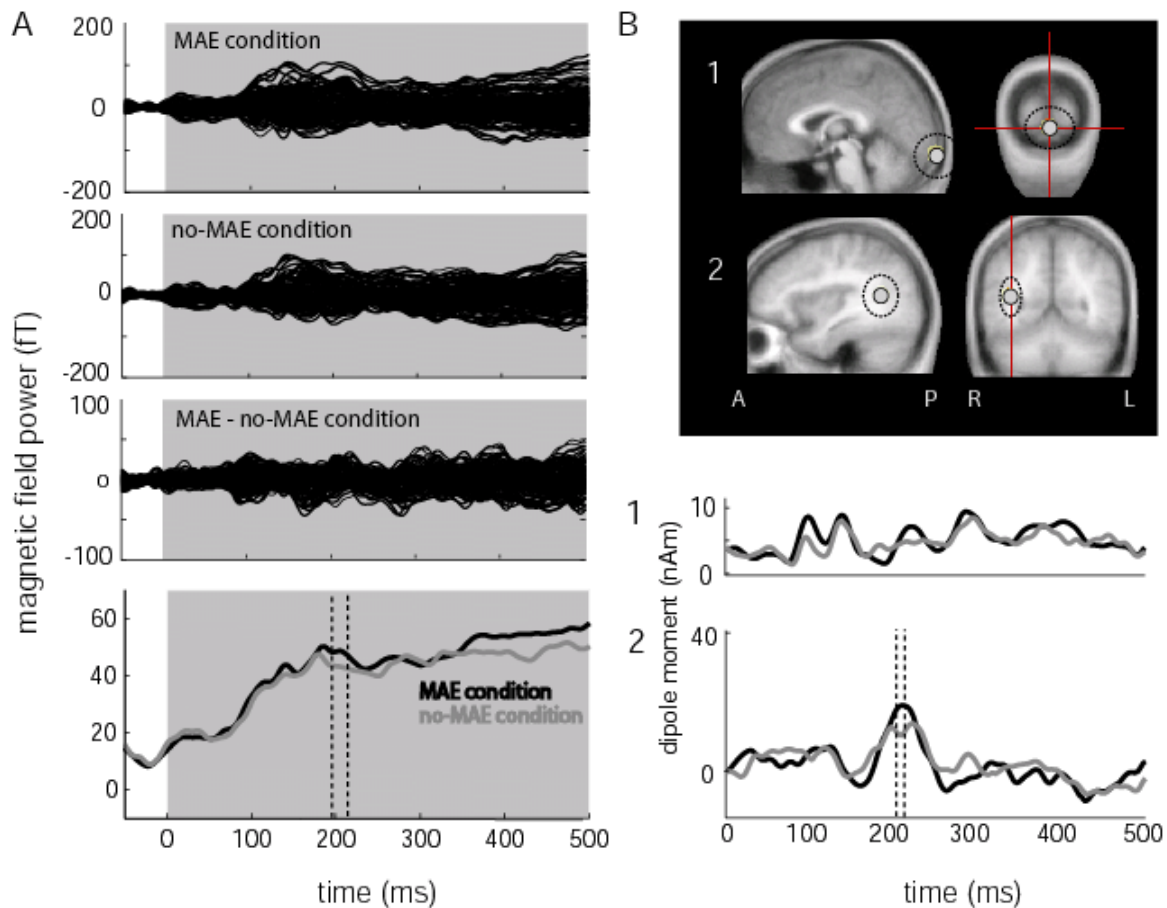 A
magnetic field power (fT)
200
0
-200
MAE condition
200
0
-200
no-MAE condition
100
0
-100
MAE - no-MAE condition
60
40
20
0
MAE condition
no-MAE condition
0 100 200 300 400 500
time (ms)
B
1
2
A P R L
dipole moment (nAm)
1
10
0
2
40
0
0 100 200 300 400 500
time (ms)